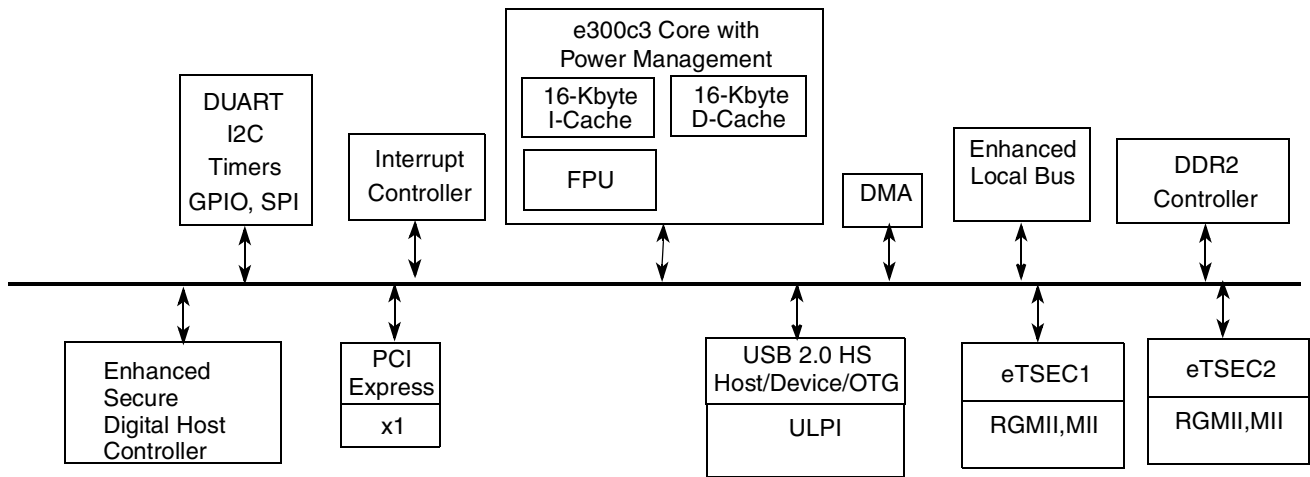 e300c3 Core with
Power Management
16-Kbyte
I-Cache
16-Kbyte
D-Cache
FPU
DUART
I2C
Timers
GPIO, SPI
Interrupt
Controller
DMA
Enhanced
Local Bus
DDR2
Controller
Enhanced
Secure
Digital Host
Controller
PCI
Express
x1
USB 2.0 HS
Host/Device/OTG
ULPI
eTSEC1
RGMII,MII
eTSEC2
RGMII,MII